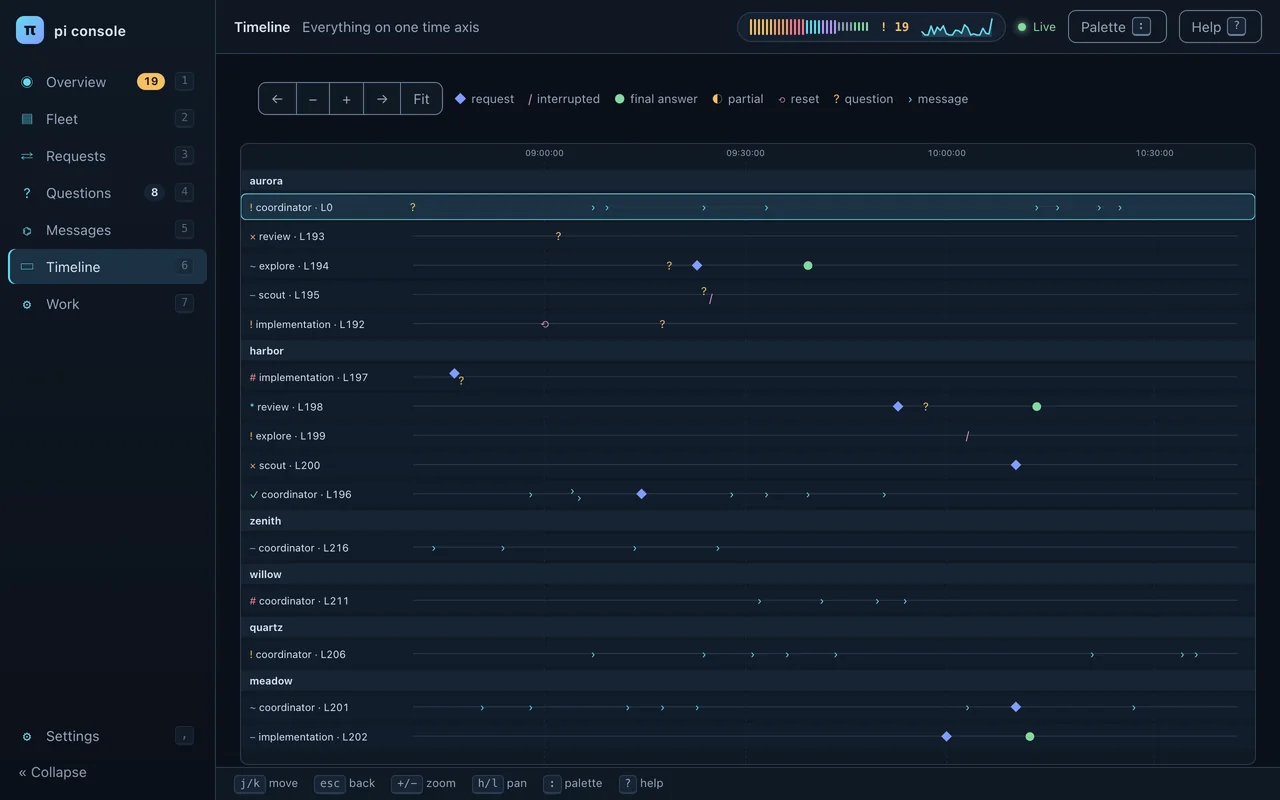 π pi console
Timeline Everything on one time axis
! 19
Live
Palette :
Help ?
Overview 19 1
Fleet 2
Requests 3
? Questions 8 4
Messages 5
Timeline 6
Work 7
Settings ,
« Collapse
← − + → Fit
◆ request / interrupted ● final answer ◐ partial ○ reset ? question › message
09:00:00 09:30:00 10:00:00 10:30:00
aurora
! coordinator · L0 ? › › › › › › › ›
× review · L193 ?
~ explore · L194 ? ◆ ●
– scout · L195 ? /
! implementation · L192 ?
harbor
# implementation · L197 ◆ ?
* review · L198 ◆ ? ●
! explore · L199 /
× scout · L200 ◆
✓ coordinator · L196 › › › ◆ › › › ›
zenith
– coordinator · L216 › › › ›
willow
# coordinator · L211 › › › ›
quartz
! coordinator · L206 › › › › › › › ›
meadow
~ coordinator · L201 › › › › › › ◆ ›
– implementation · L202 ◆ ●
j/k move esc back +/− zoom h/l pan : palette ? help